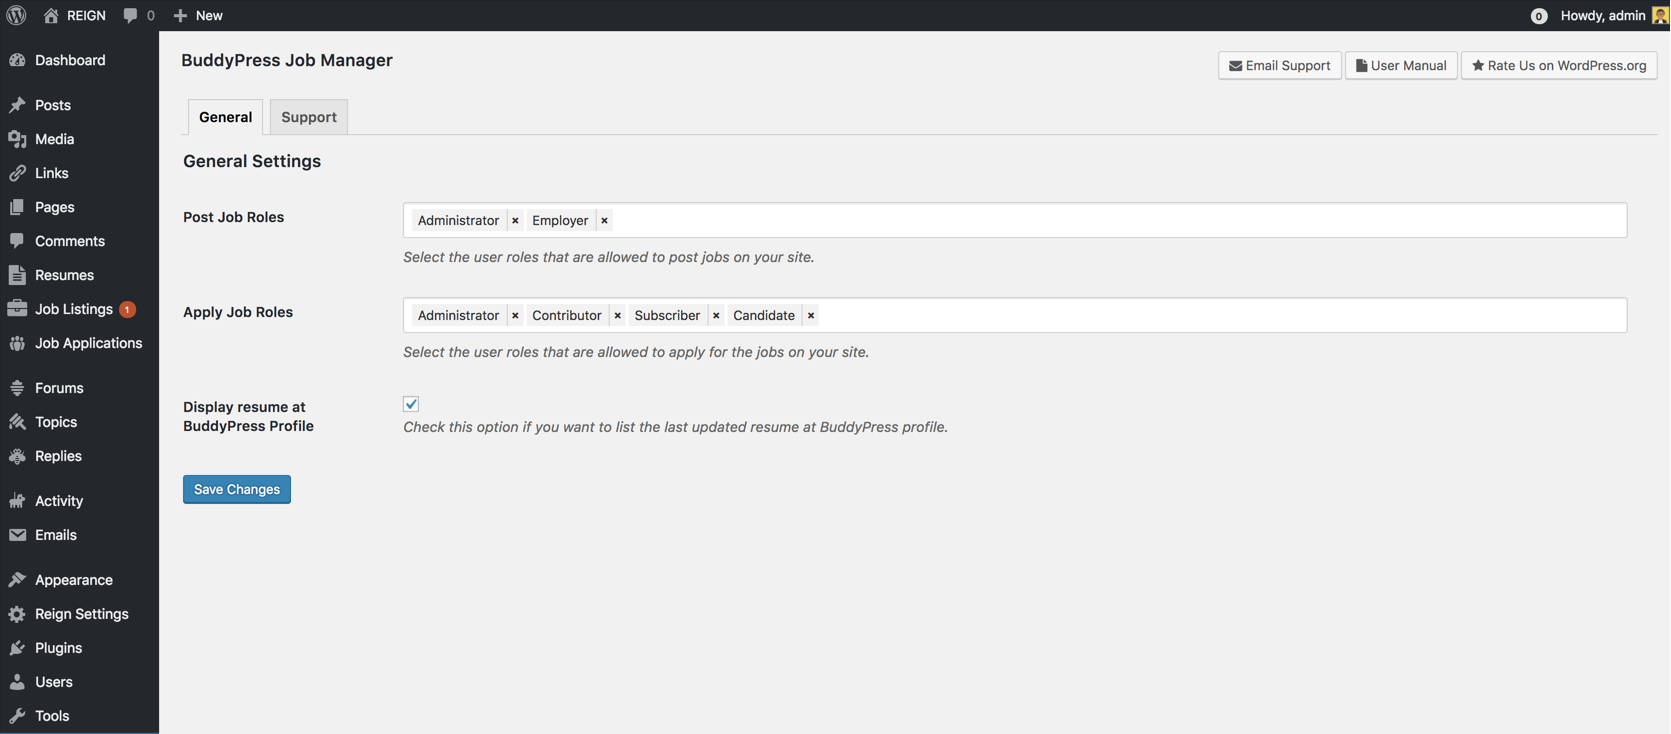 REIGN 0 New 0 Howdy, admin
Dashboard
Posts
Media
Links
Pages
Comments
Resumes
Job Listings 1
Job Applications
Forums
Topics
Replies
Activity
Emails
Appearance
Reign Settings
Plugins
Users
Tools
BuddyPress Job Manager
Email Support User Manual Rate Us on WordPress.org
General Support
General Settings
Post Job Roles
Administrator × Employer ×
Select the user roles that are allowed to post jobs on your site.
Apply Job Roles
Administrator × Contributor × Subscriber × Candidate ×
Select the user roles that are allowed to apply for the jobs on your site.
Display resume at
BuddyPress Profile
Check this option if you want to list the last updated resume at BuddyPress profile.
Save Changes